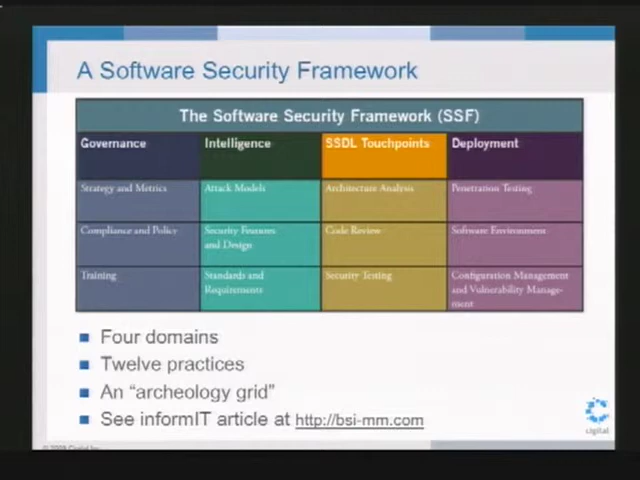 A Software Security Framework
The Software Security Framework (SSF)
Governance Intelligence SSDL Touchpoints Deployment
Strategy and Metrics Attack Models Architecture Analysis Penetration Testing
Compliance and Policy Security Features and Design Code Review Software Environment
Training Standards and Requirements Security Testing Configuration Management and Vulnerability Manage-ment
Four domains
Twelve practices
An “archeology grid”
See informIT article at http://bsi-mm.com
cigital